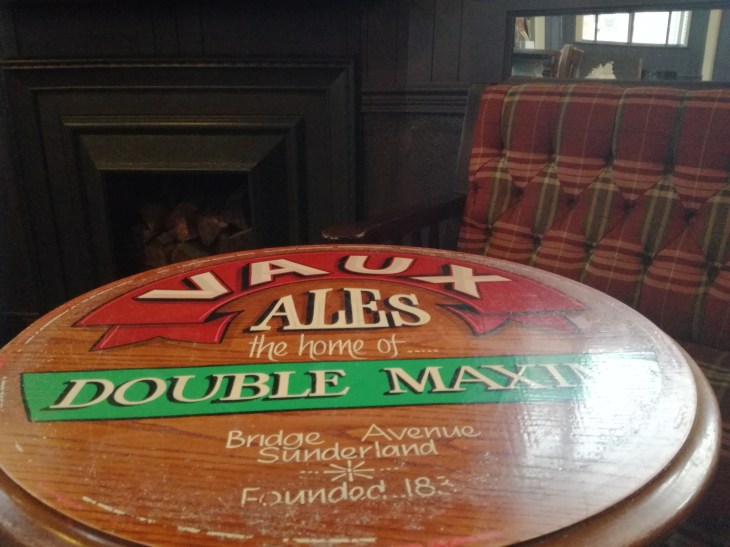 VAUX
ALES
the home of .....
DOUBLE MAXIM
Bridge Avenue
Sunderland
Founded..183